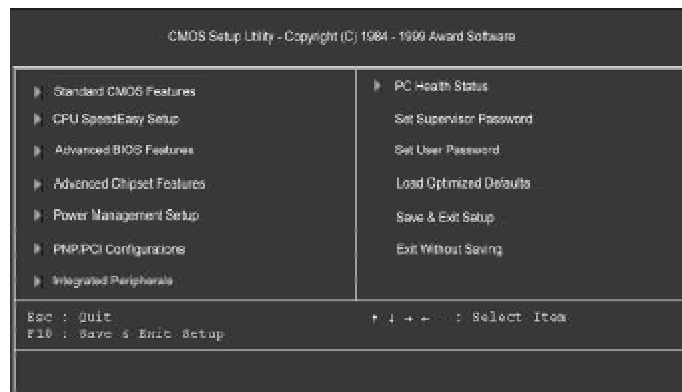 CMOS Setup Utility - Copyright (C) 1984 - 1999 Award Software
Standard CMOS Features
CPU SpeedEasy Setup
Advanced BIOS Features
Advanced Chipset Features
Power Management Setup
PNP/PCI Configurations
Integrated Peripherals
PC Health Status
Set Supervisor Password
Set User Password
Load Optimized Defaults
Save & Exit Setup
Exit Without Saving
Esc : Quit
F10 : Save & Exit Setup
↑ ↓ → ← : Select Item